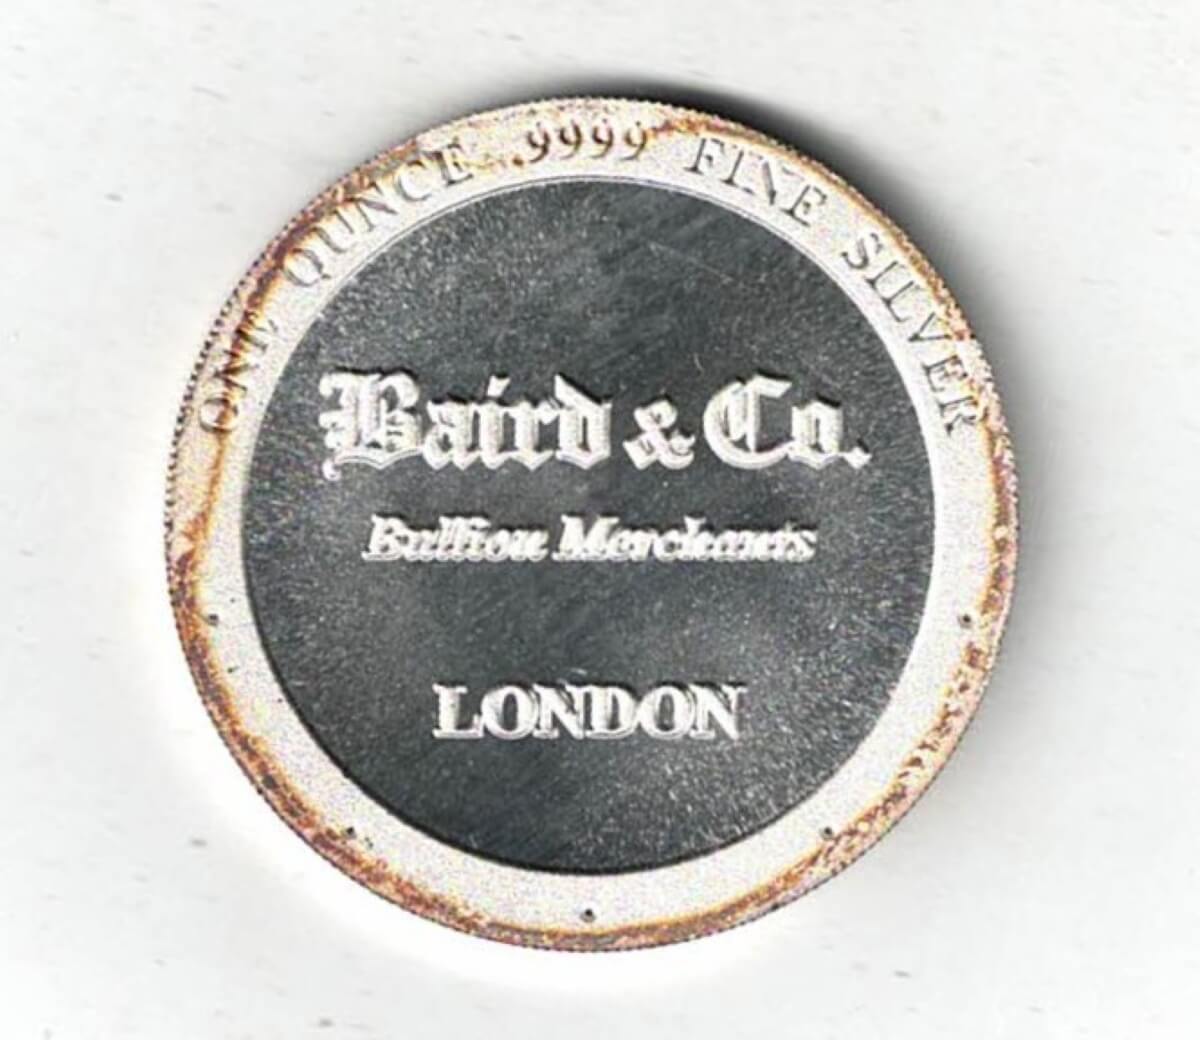 ONE OUNCE .9999 FINE SILVER
Baird & Co.
Bullion Merchants
LONDON